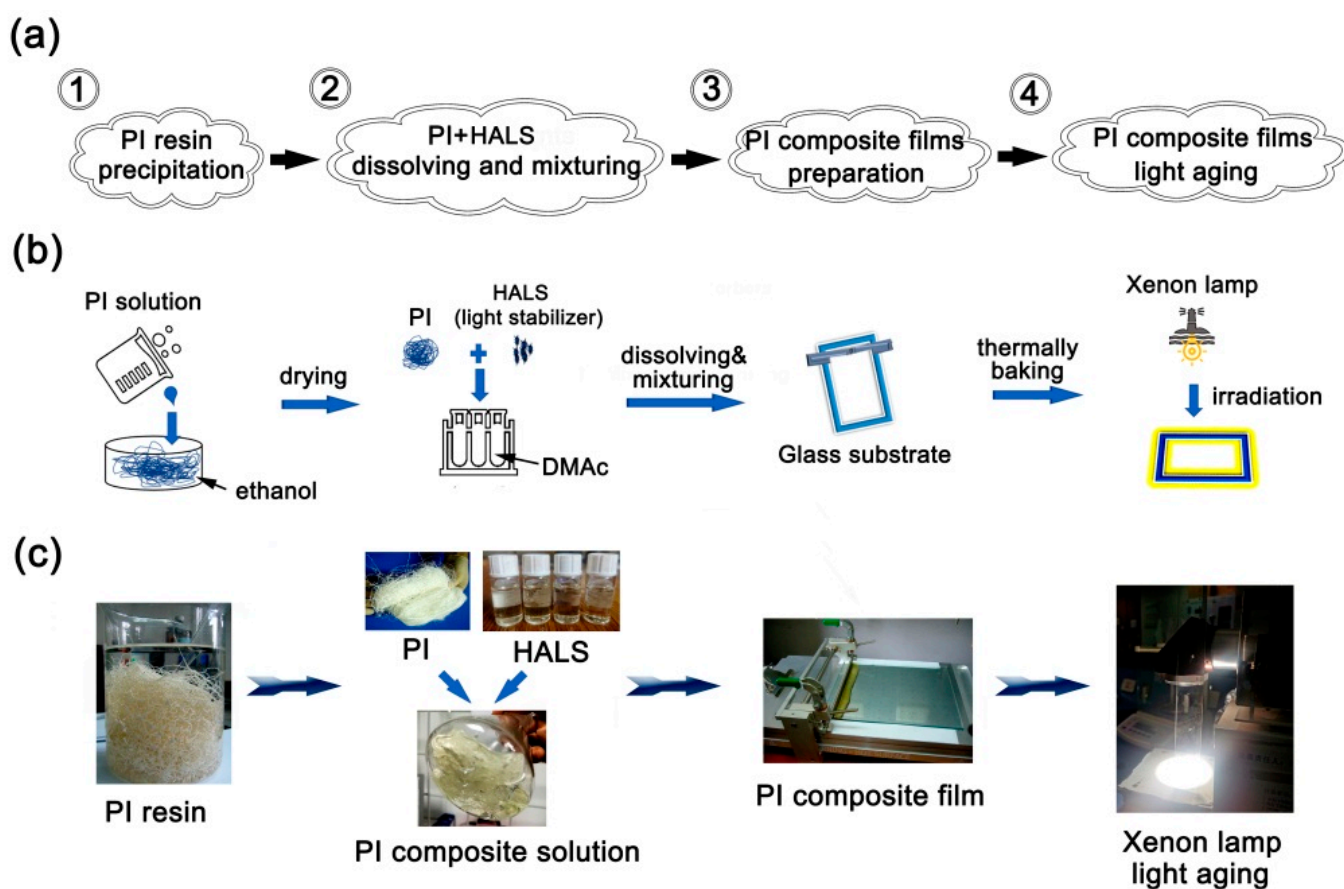 (a)
1
2
3
4
PI resin
precipitation
PI+HALS
dissolving and mixturing
PI composite films
preparation
PI composite films
light aging
(b)
PI solution
ethanol
drying
PI
HALS
(light stabilizer)
+
DMAc
dissolving&
mixturing
Glass substrate
thermally
baking
Xenon lamp
irradiation
(c)
PI resin
PI
HALS
PI composite solution
PI composite film
Xenon lamp
light aging